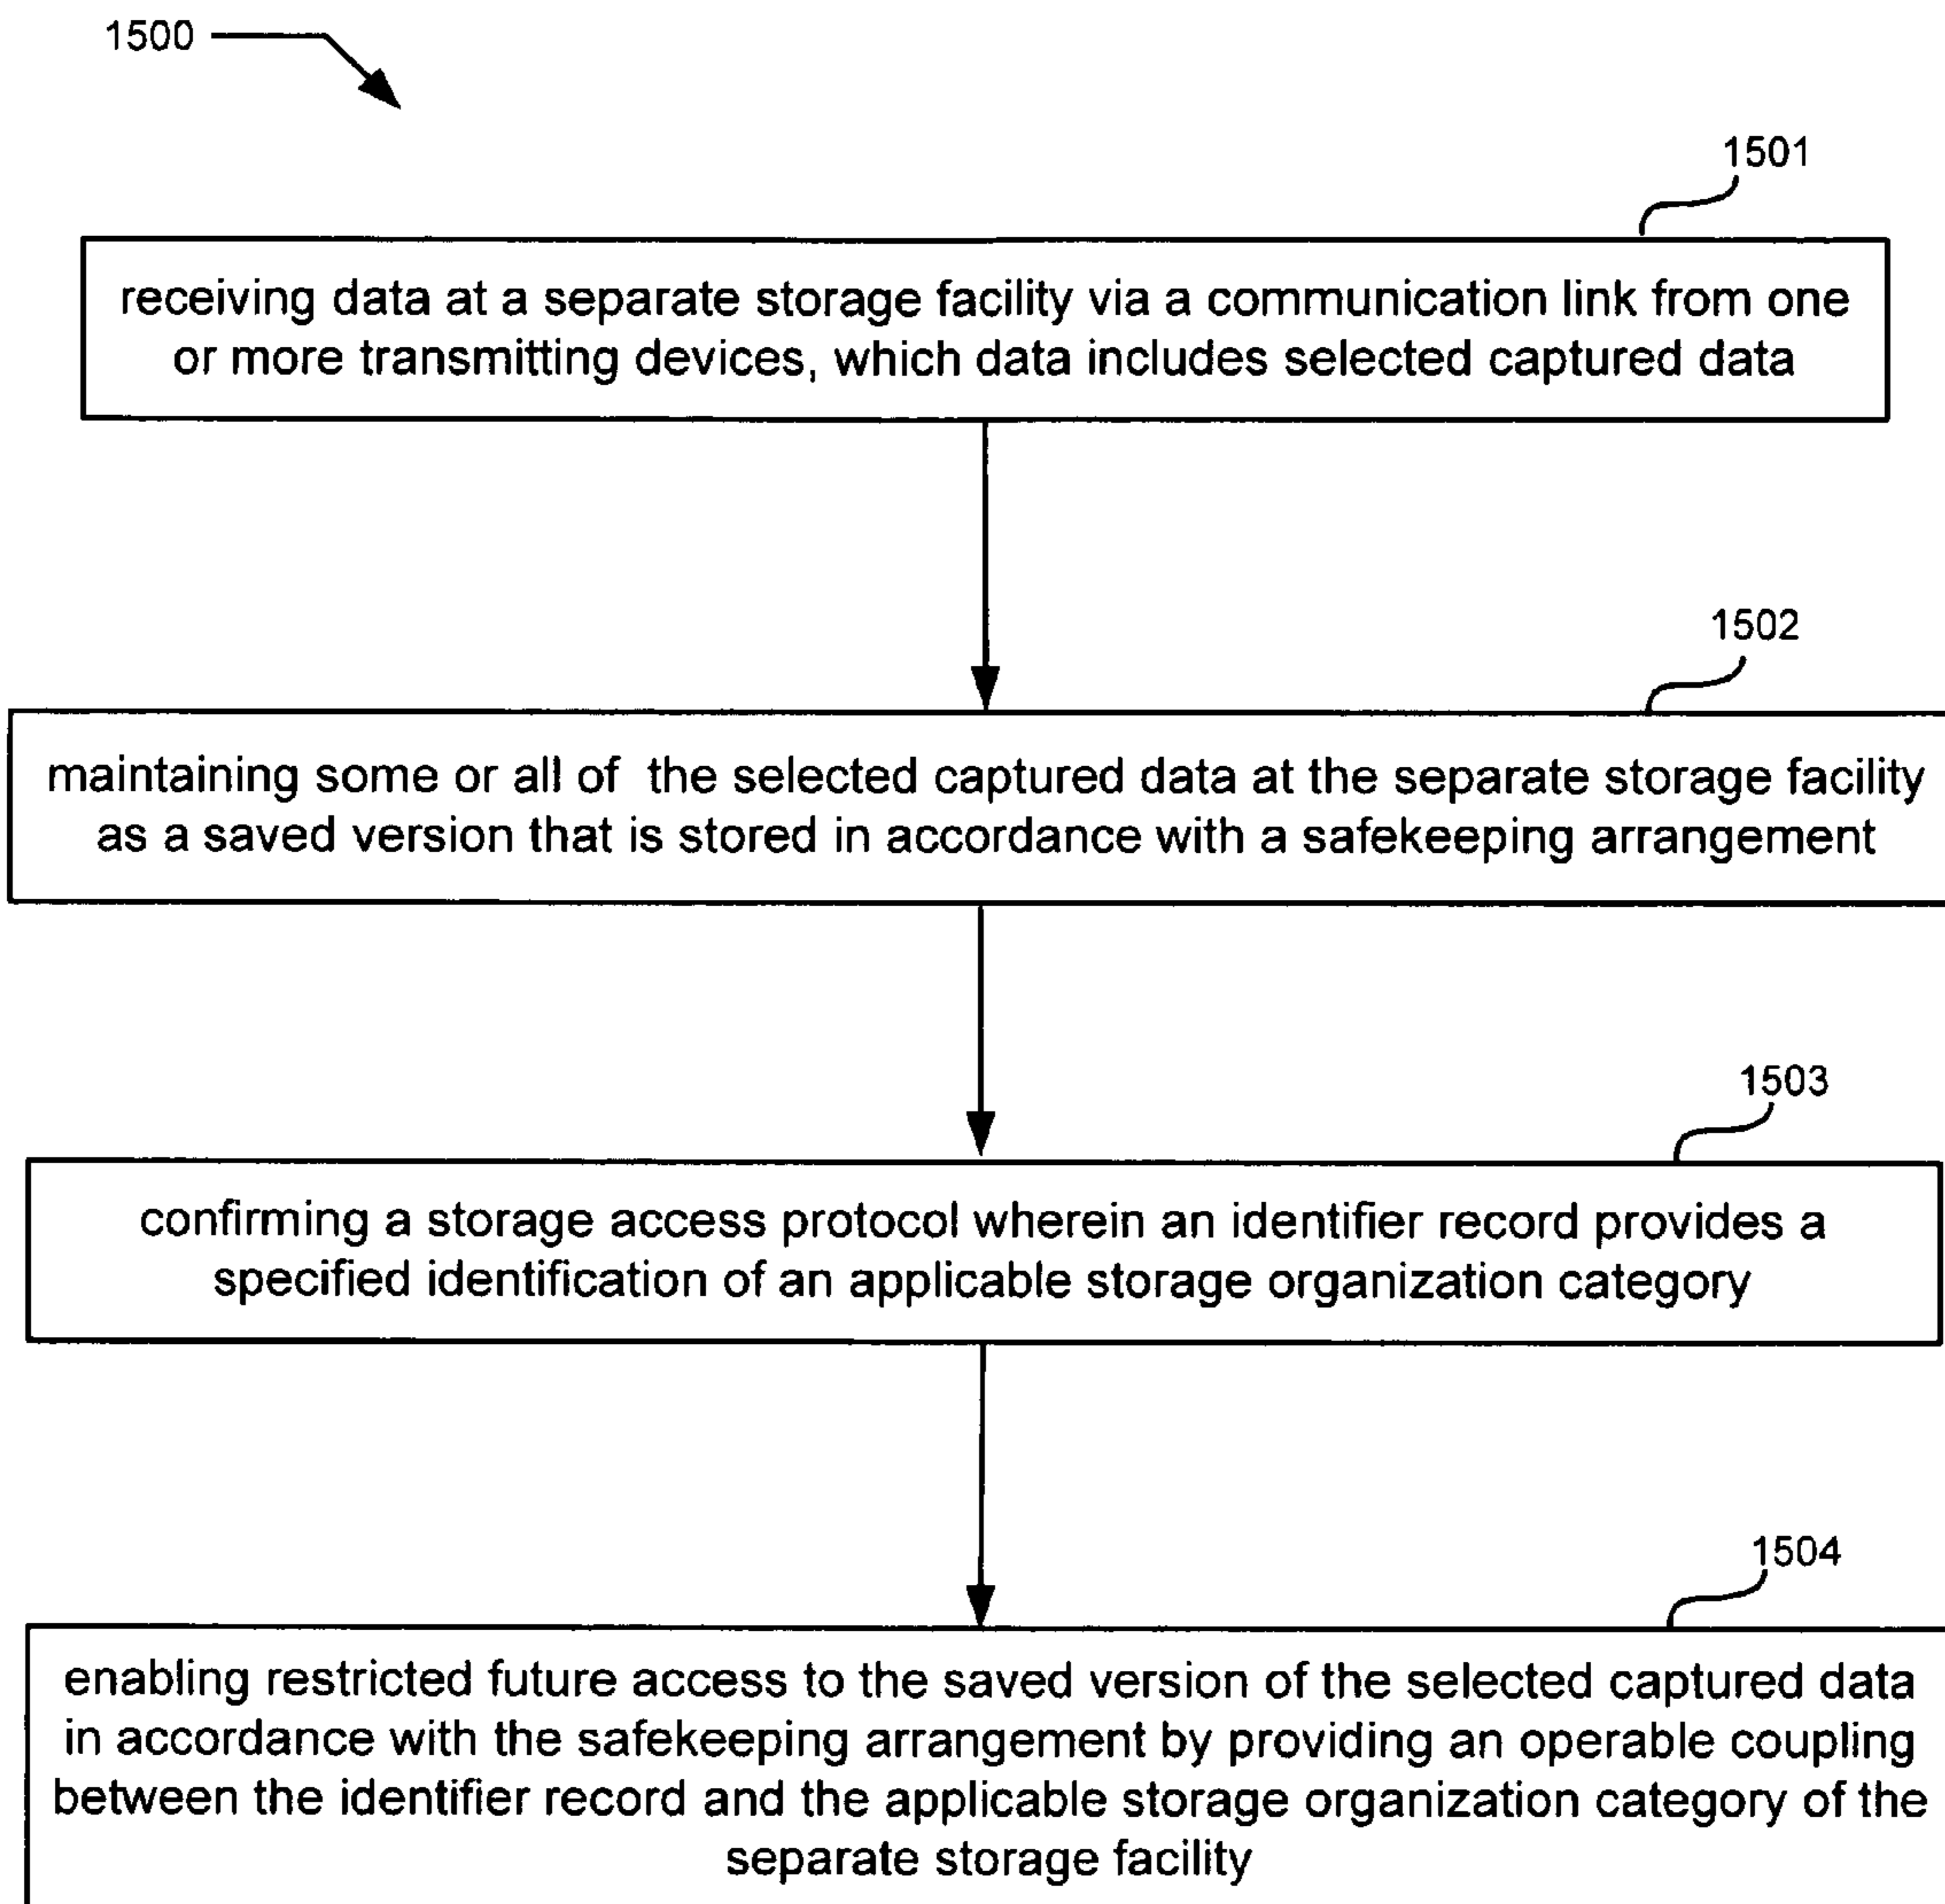 1500
1501
receiving data at a separate storage facility via a communication link from one
or more transmitting devices, which data includes selected captured data
1502
maintaining some or all of the selected captured data at the separate storage facility
as a saved version that is stored in accordance with a safekeeping arrangement
1503
confirming a storage access protocol wherein an identifier record provides a
specified identification of an applicable storage organization category
1504
enabling restricted future access to the saved version of the selected captured data
in accordance with the safekeeping arrangement by providing an operable coupling
between the identifier record and the applicable storage organization category of the
separate storage facility